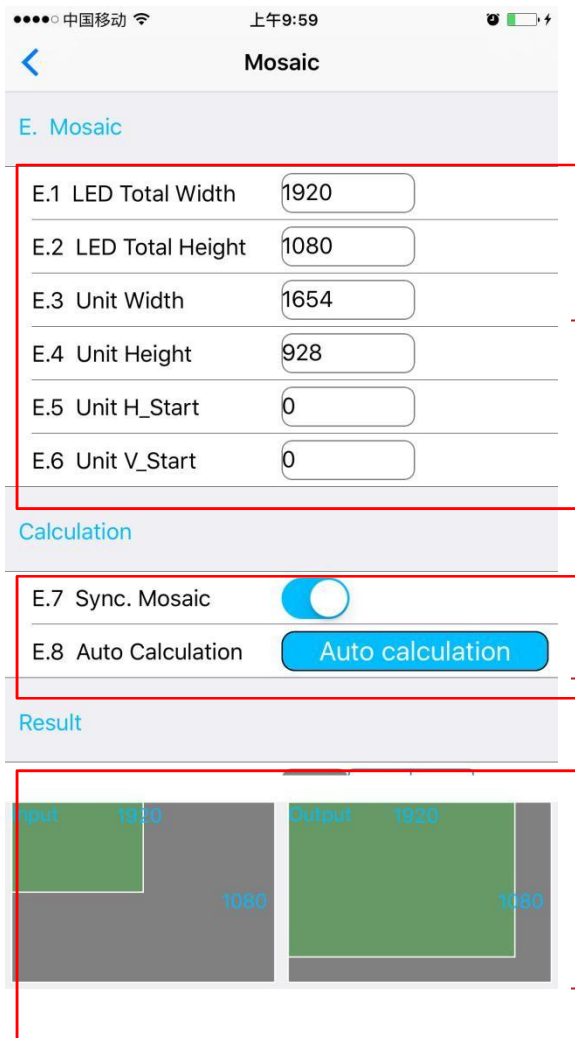 中国移动 上午9:59
Mosaic
E. Mosaic
E.1 LED Total Width 1920
E.2 LED Total Height 1080
E.3 Unit Width 1654
E.4 Unit Height 928
E.5 Unit H_Start 0
E.6 Unit V_Start 0
Calculation
E.7 Sync. Mosaic
E.8 Auto Calculation Auto calculation
Result
Input 1920 Output 1920
1080 1080